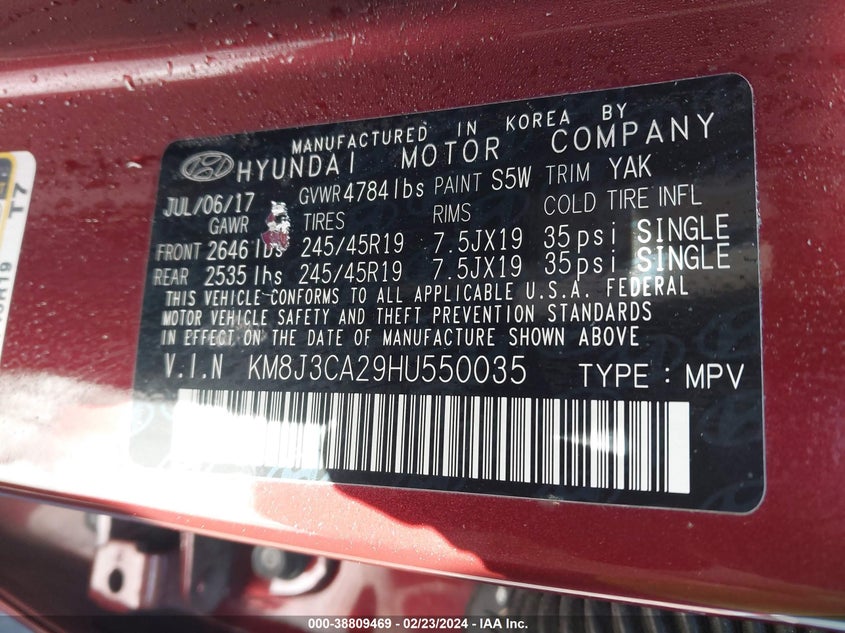 MANUFACTURED IN KOREA BY
HYUNDAI MOTOR COMPANY
JUL/06/17 GVWR 4784 lbs PAINT S5W TRIM YAK
GAWR TIRES RIMS COLD TIRE INFL
FRONT 2646 lbs 245/45R19 7.5JX19 35psi SINGLE
REAR 2535 lbs 245/45R19 7.5JX19 35psi SINGLE
THIS VEHICLE CONFORMS TO ALL APPLICABLE U.S.A. FEDERAL
MOTOR VEHICLE SAFETY AND THEFT PREVENTION STANDARDS
IN EFFECT ON THE DATE OF MANUFACTURE SHOWN ABOVE
V.I.N KM8J3CA29HU550035 TYPE : MPV
T7
000-38809469 - 02/23/2024 - IAA Inc.